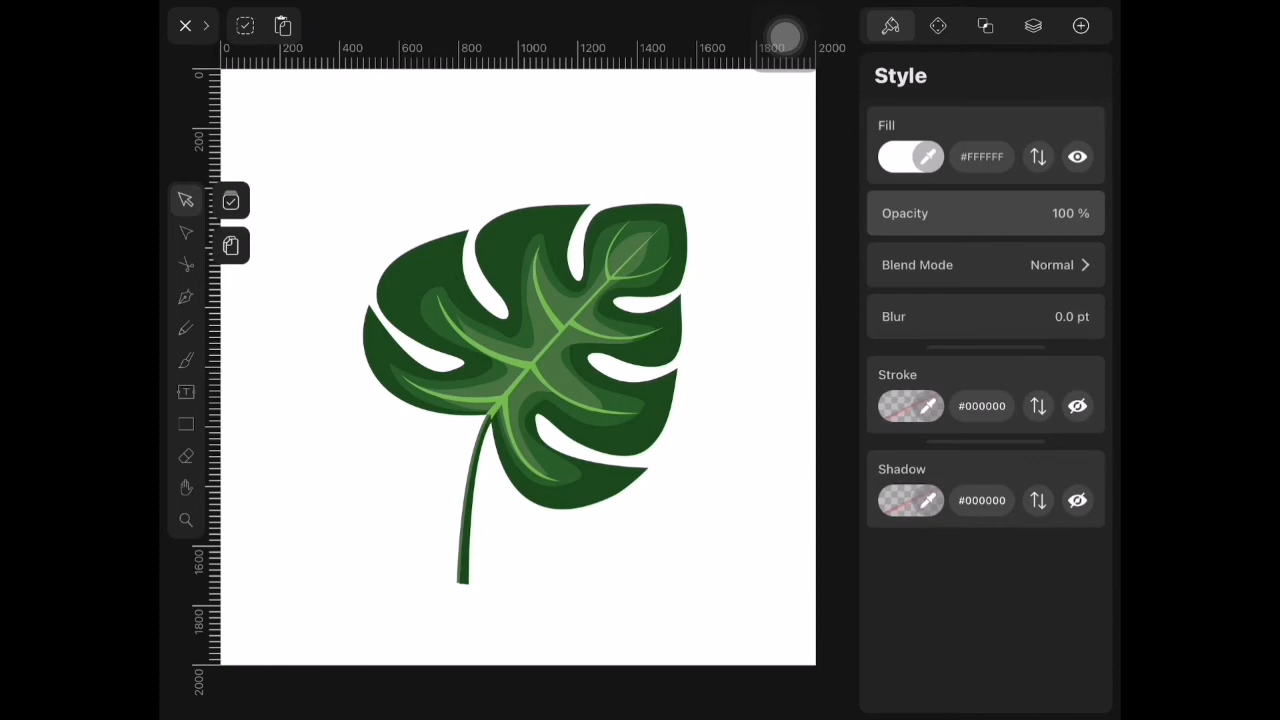 0 200 400 600 800 1000 1200 1400 1600 1800 2000
Style
Fill
#FFFFFF
Opacity 100 %
Blend Mode Normal
Blur 0.0 pt
Stroke
#000000
Shadow
#000000
0
200
1600
1800
2000
T